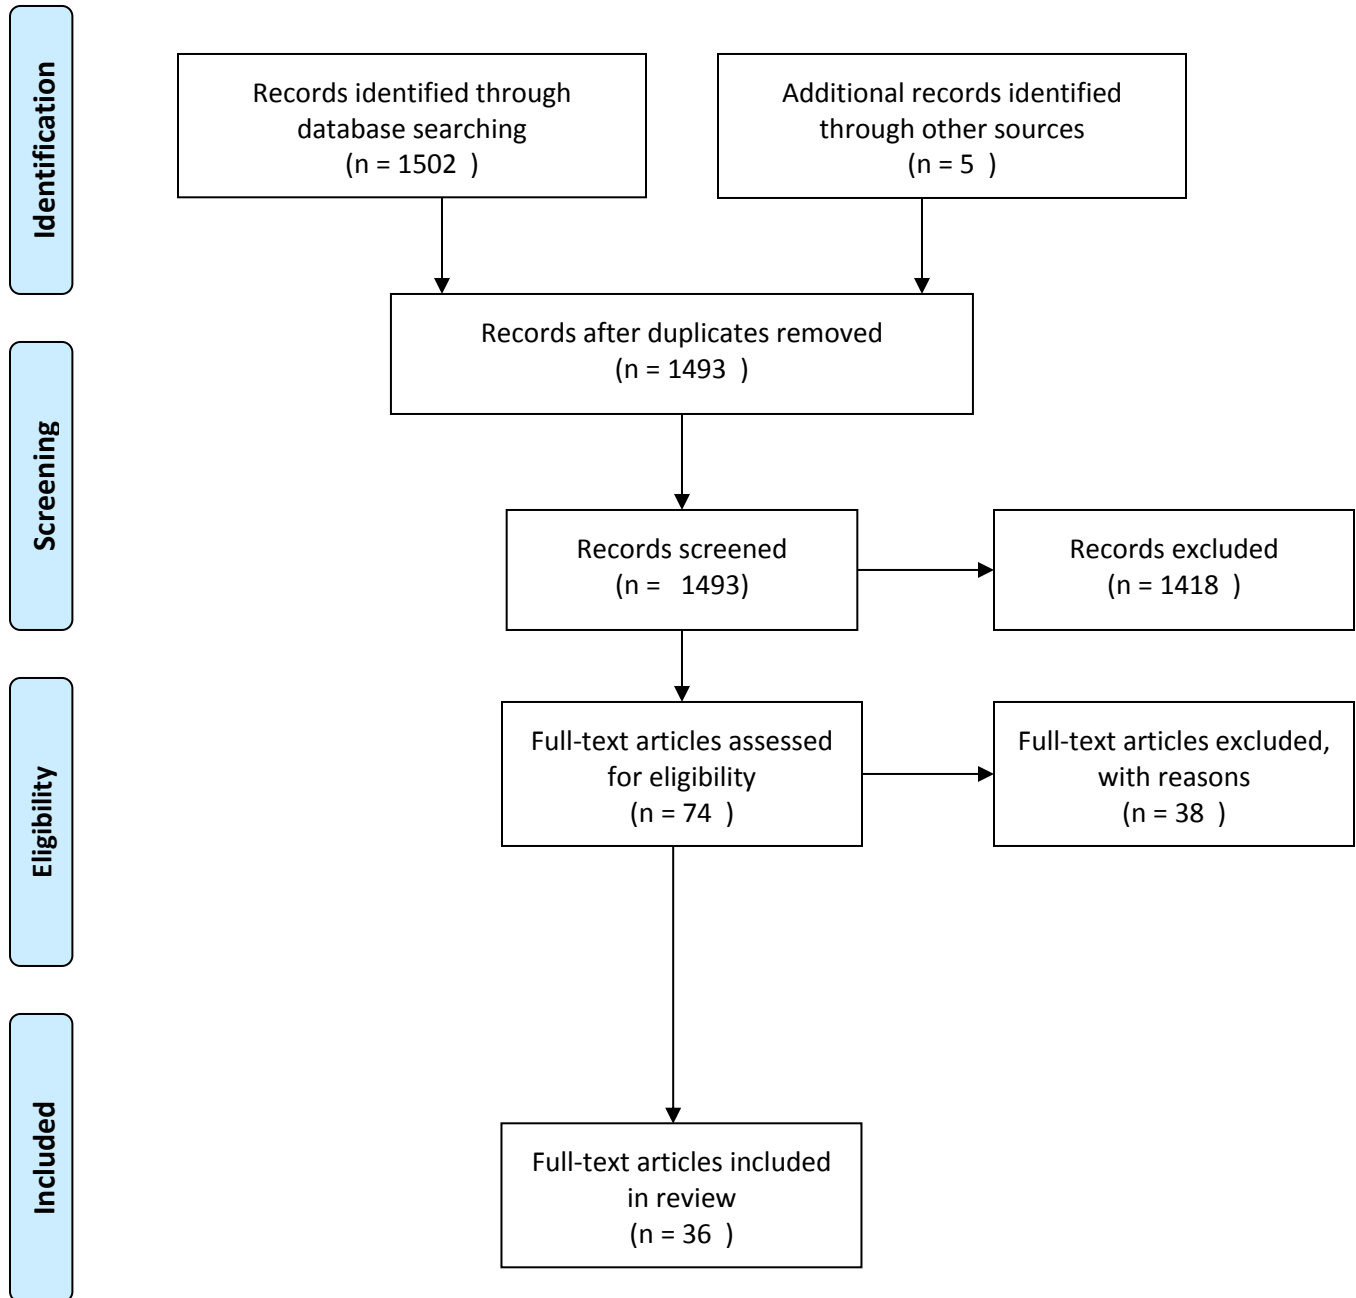 Identification
Records identified through
database searching
(n = 1502  )
Additional records identified
through other sources
(n = 5  )
Records after duplicates removed
(n = 1493  )
Screening
Records screened
(n =   1493)
Records excluded
(n = 1418  )
Eligibility
Full-text articles assessed
for eligibility
(n = 74  )
Full-text articles excluded,
with reasons
(n = 38  )
Included
Full-text articles included
in review
(n = 36  )